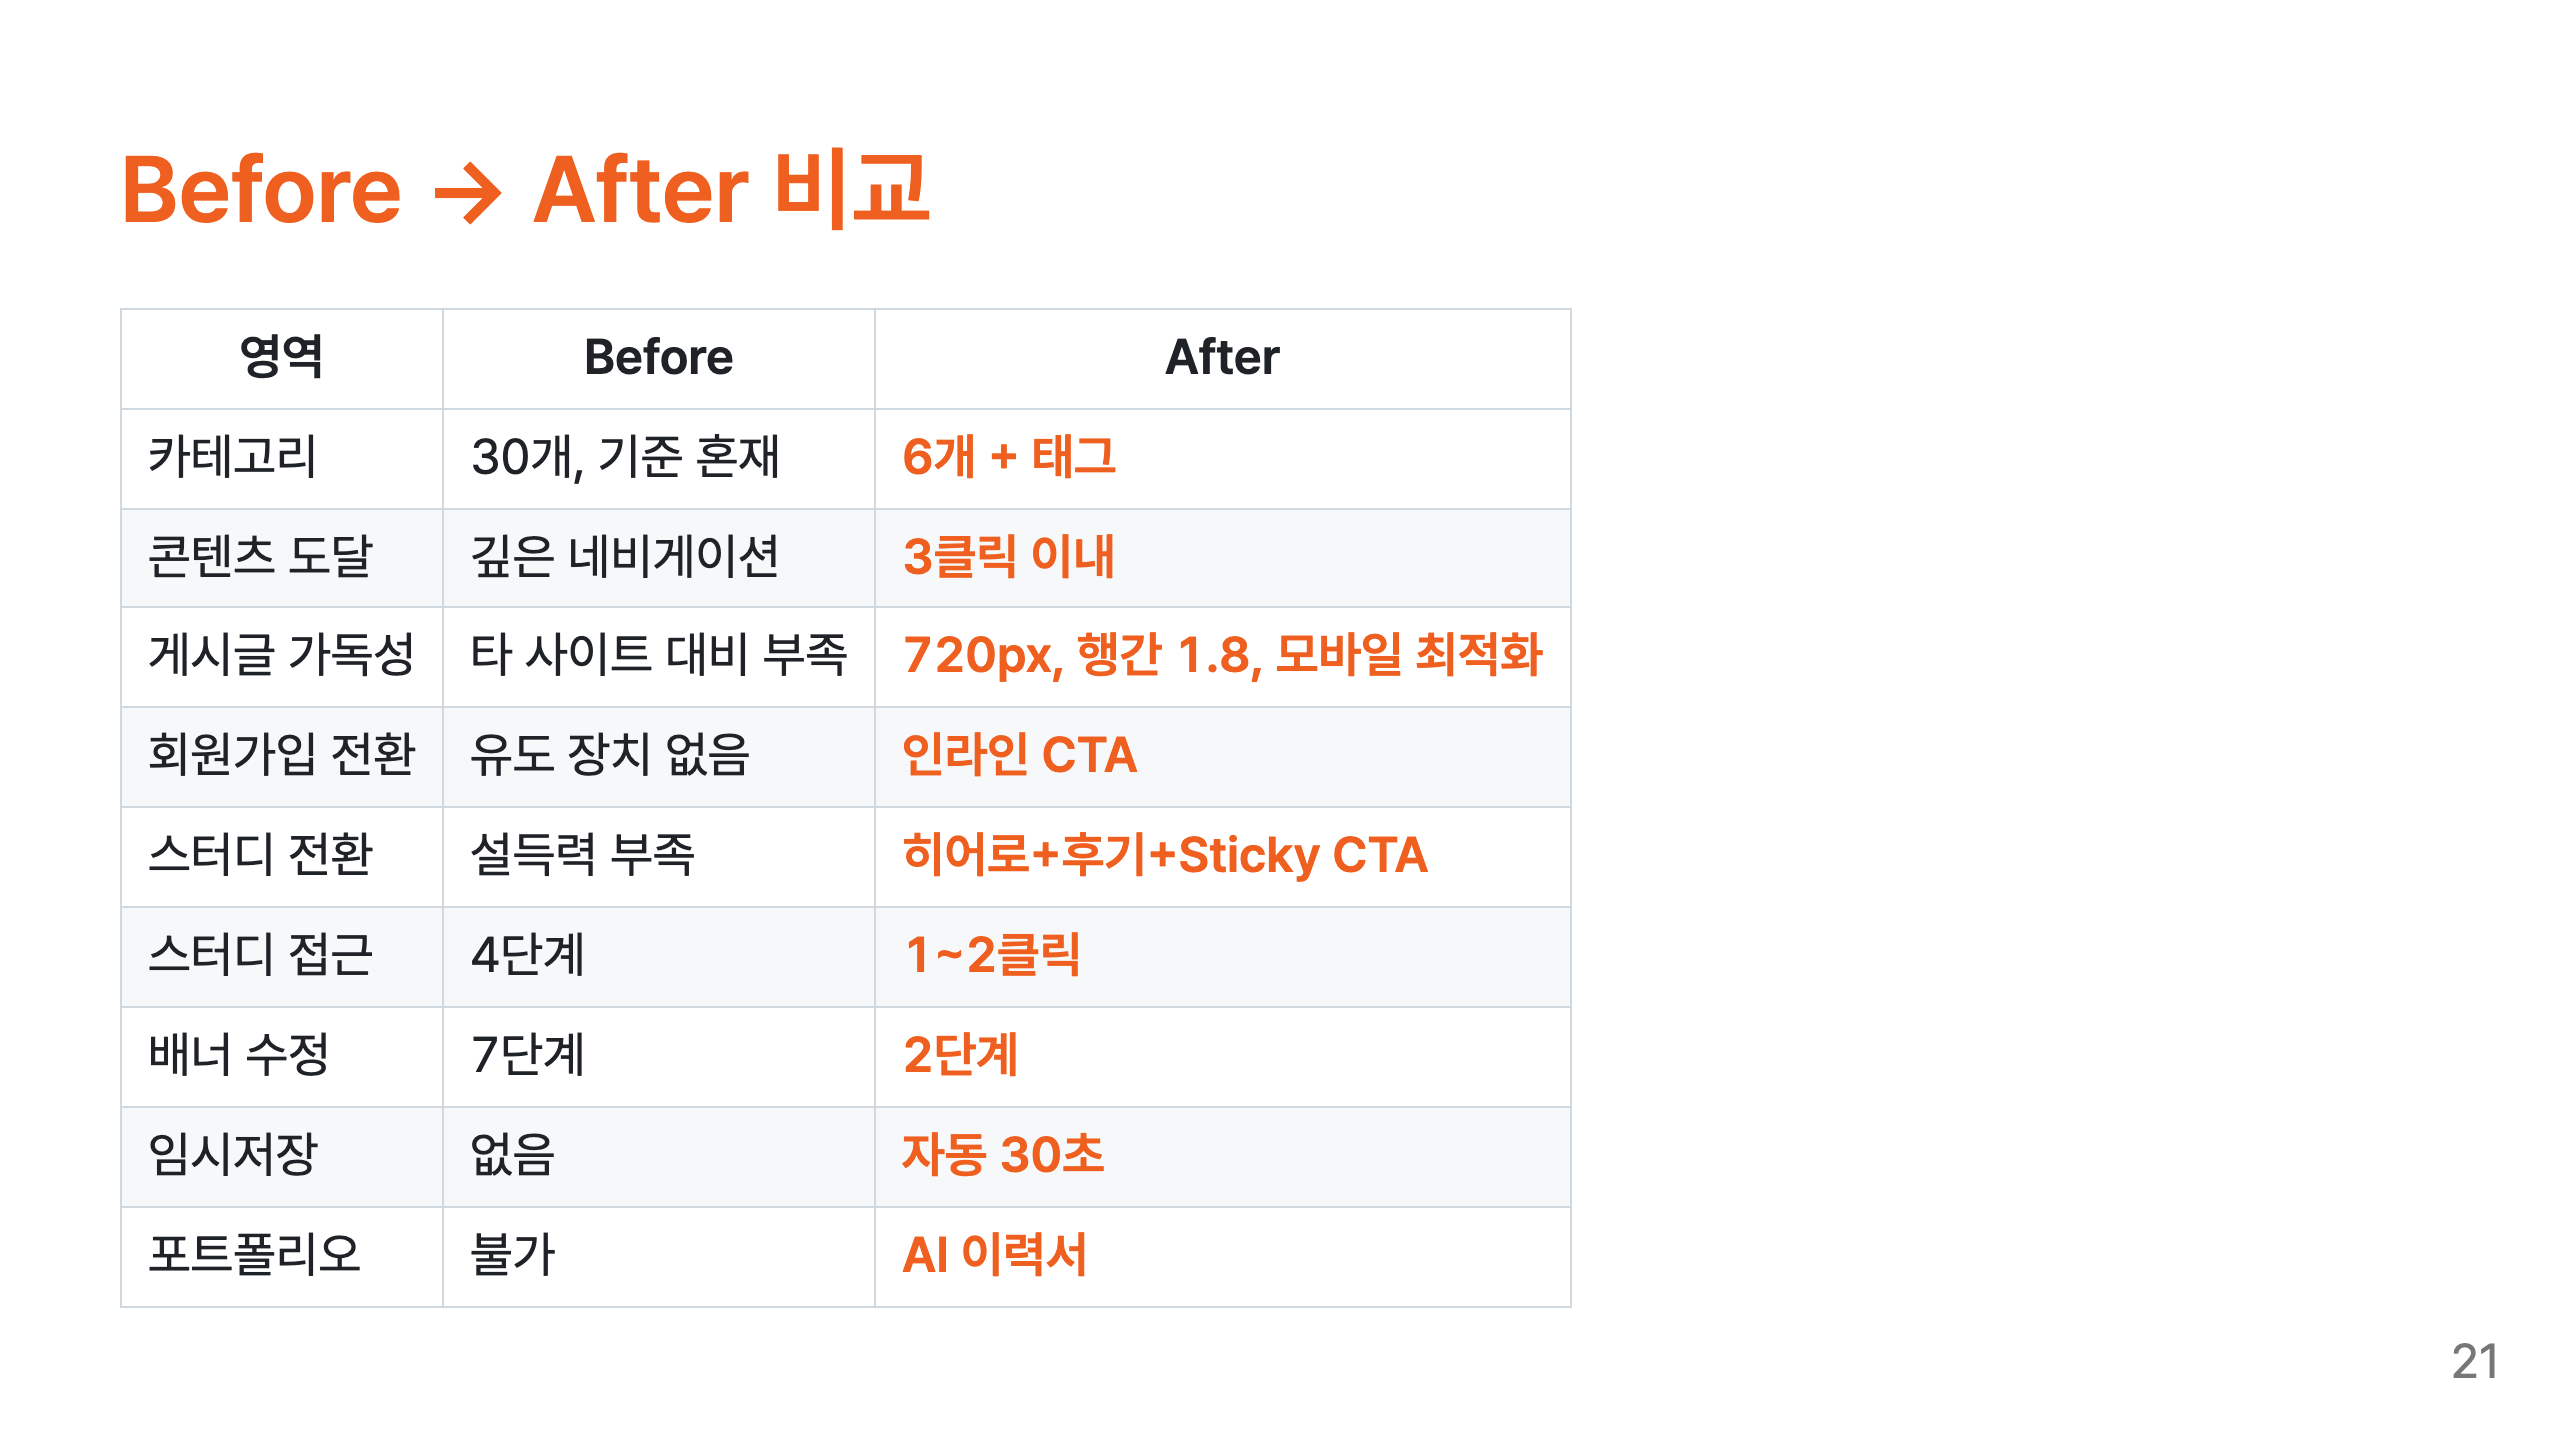 Before → After 비교
영역 Before After
카테고리 30개, 기준 혼재 6개 + 태그
콘텐츠 도달 깊은 네비게이션 3클릭 이내
게시글 가독성 타 사이트 대비 부족 720px, 행간 1.8, 모바일 최적화
회원가입 전환 유도 장치 없음 인라인 CTA
스터디 전환 설득력 부족 히어로+후기+Sticky CTA
스터디 접근 4단계 1~2클릭
배너 수정 7단계 2단계
임시저장 없음 자동 30초
포트폴리오 불가 AI 이력서
21